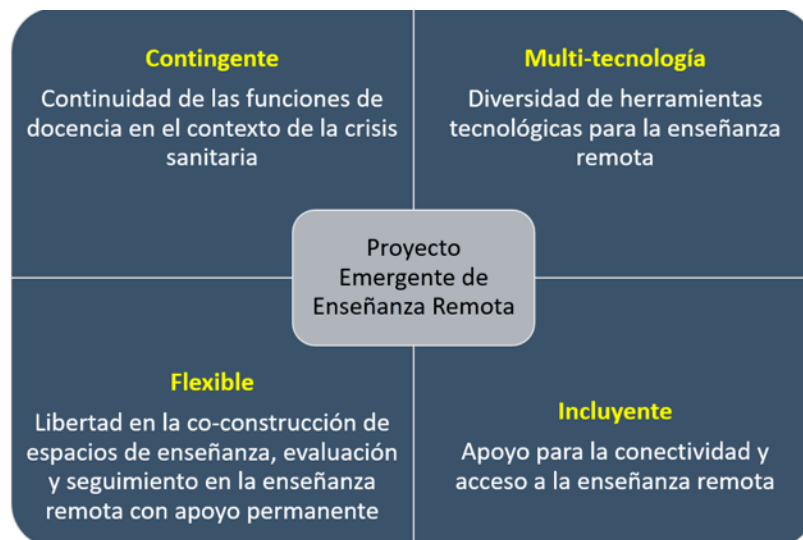 Contingente
Continuidad de las funciones de
docencia en el contexto de la crisis
sanitaria
Multi-tecnología
Diversidad de herramientas
tecnológicas para la enseñanza
remota
Proyecto
Emergente de
Enseñanza Remota
Flexible
Libertad en la co-construcción de
espacios de enseñanza, evaluación
y seguimiento en la enseñanza
remota con apoyo permanente
Incluyente
Apoyo para la conectividad y
acceso a la enseñanza remota